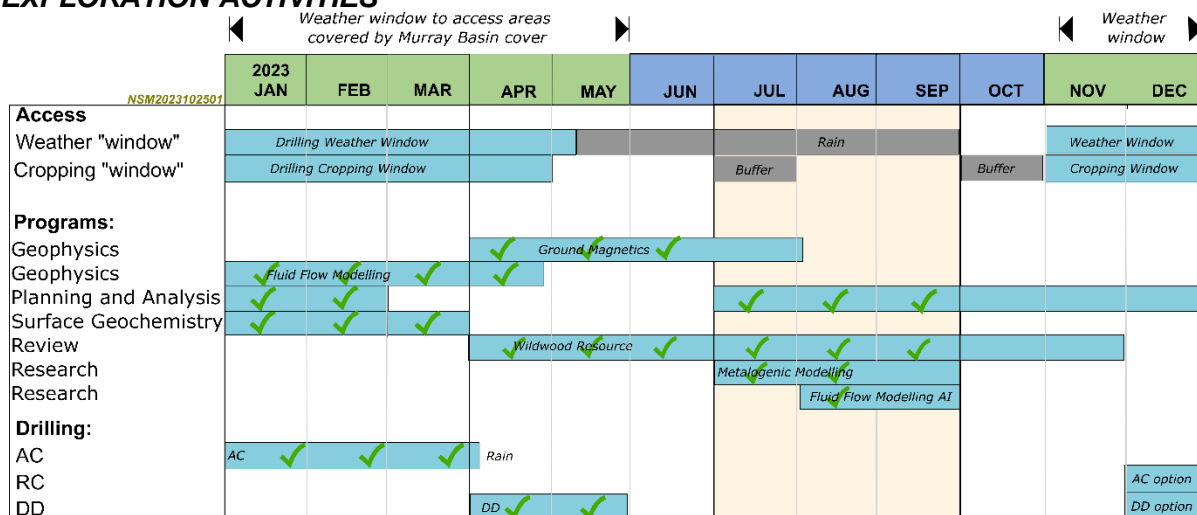 EXPLORATION ACTIVITIES
Weather window to access areas
covered by Murray Basin cover
Weather
window
2023
JAN FEB MAR APR MAY JUN JUL AUG SEP OCT NOV DEC
NSM2023102501
Access
Weather "window" Drilling Weather Window Rain Weather Window
Cropping "window" Drilling Cropping Window Buffer Buffer Cropping Window
Programs:
Geophysics Ground Magnetics
Geophysics Fluid Flow Modelling
Planning and Analysis
Surface Geochemistry
Review Wildwood Resource
Research Metalogenic Modelling
Research Fluid Flow Modelling AI
Drilling:
AC AC Rain
RC AC option
DD DD DD option